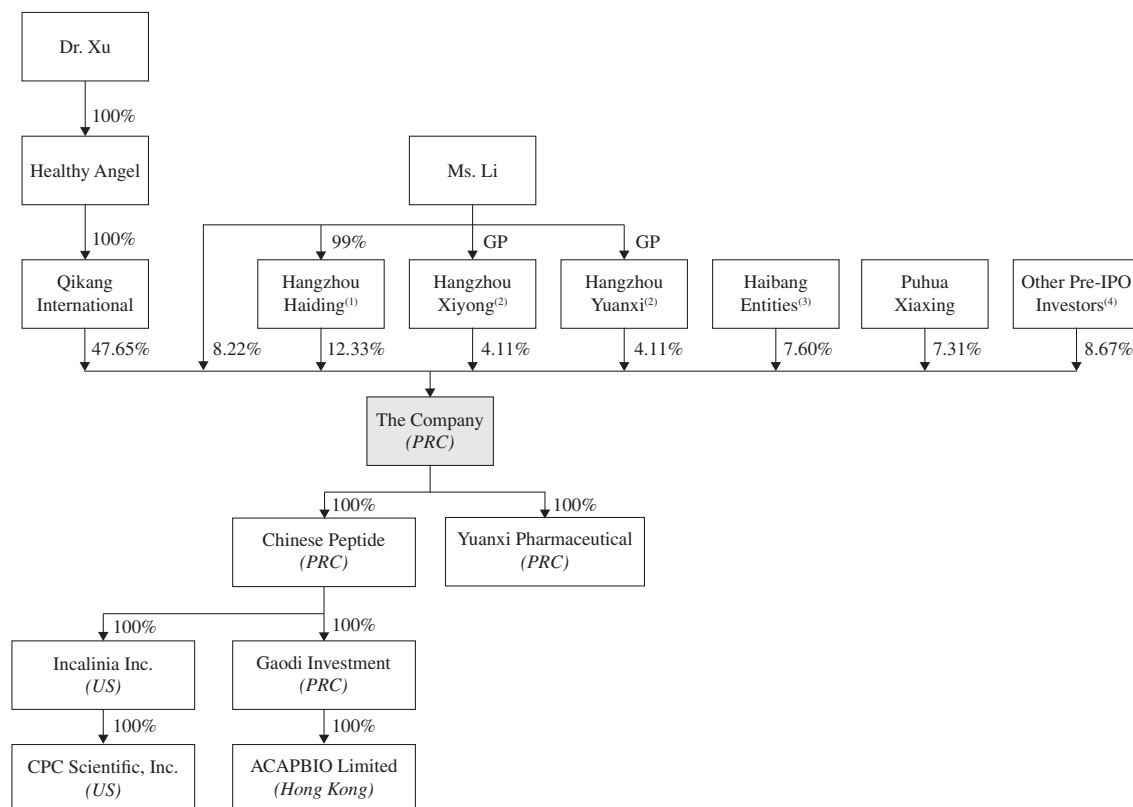 Dr. Xu
100%
Healthy Angel
Ms. Li
100%
99%
GP
GP
Qikang
International
Hangzhou
Haiding(1)
Hangzhou
Xiyong(2)
Hangzhou
Yuanxi(2)
Haibang
Entities(3)
Puhua
Xiaxing
Other Pre-IPO
Investors(4)
47.65%
8.22%
12.33%
4.11%
4.11%
7.60%
7.31%
8.67%
The Company
(PRC)
100%
100%
Chinese Peptide
(PRC)
Yuanxi Pharmaceutical
(PRC)
100%
100%
Incalinia Inc.
(US)
Gaodi Investment
(PRC)
100%
100%
CPC Scientific, Inc.
(US)
ACAPBIO Limited
(Hong Kong)